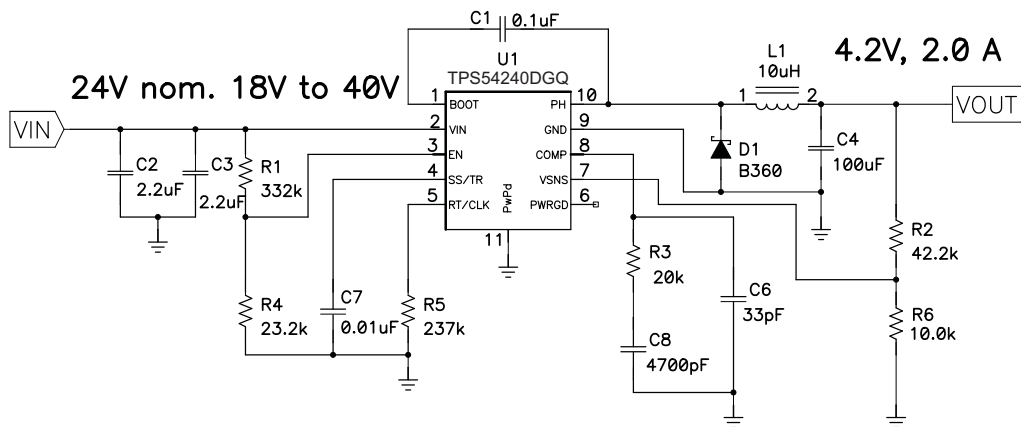 C1
0.1uF
U1
TPS54240DGQ
24V nom. 18V to 40V
4.2V, 2.0 A
L1
10uH
1
2
VIN
VOUT
1
BOOT
PH
10
2
VIN
GND
9
3
EN
COMP
8
4
SS/TR
VSNS
7
5
RT/CLK
PWRGD
6
PwPd
11
C2
2.2uF
C3
2.2uF
R1
332k
D1
B360
C4
100uF
R2
42.2k
R3
20k
C6
33pF
R4
23.2k
C7
0.01uF
R5
237k
R6
10.0k
C8
4700pF